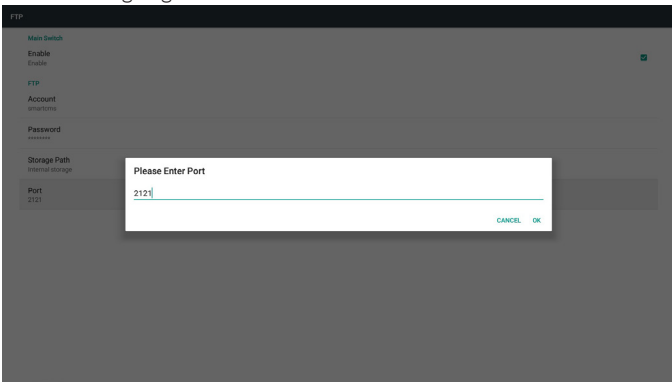 FTP
Main Switch
Enable
Enable
FTP
Account
smartcms
Password
********
Storage Path
Internal storage
Port
2121
Please Enter Port
2121
CANCEL OK